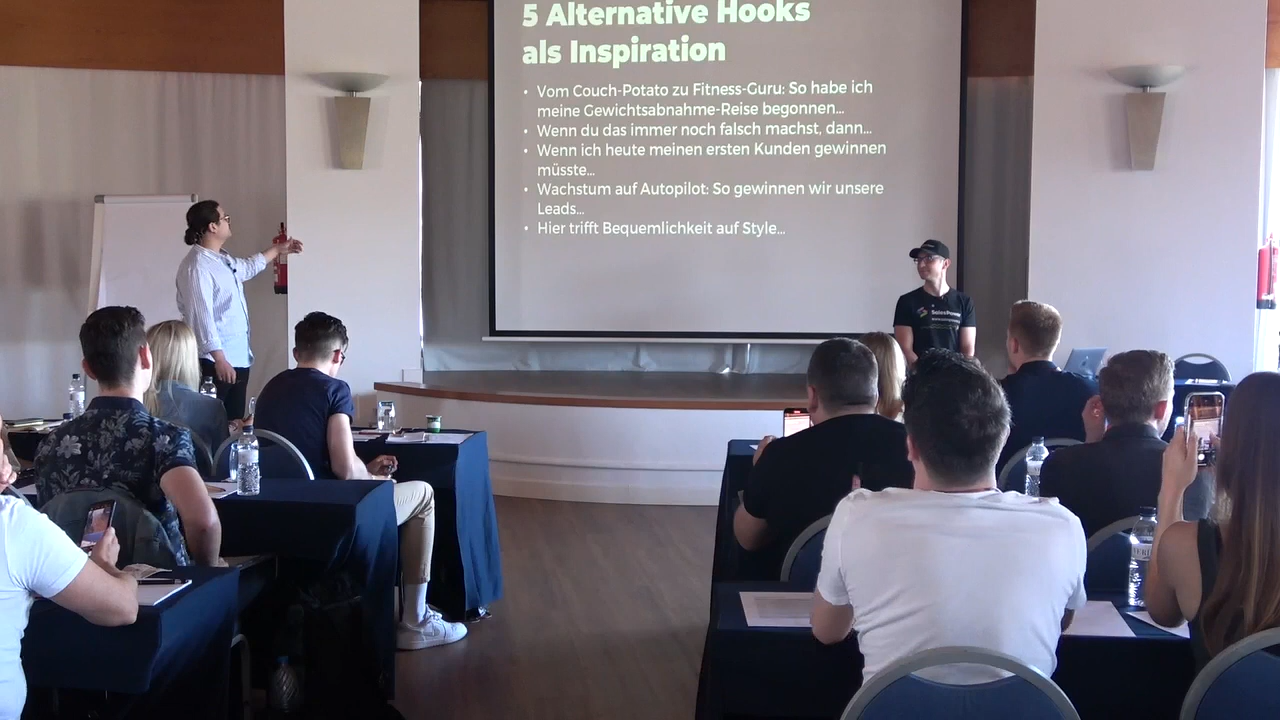 5 Alternative Hooks
als Inspiration
• Vom Couch-Potato zu Fitness-Guru: So habe ich
meine Gewichtsabnahme-Reise begonnen...
• Wenn du das immer noch falsch machst, dann...
• Wenn ich heute meinen ersten Kunden gewinnen
müsste...
• Wachstum auf Autopilot: So gewinnen wir unsere
Leads...
• Hier trifft Bequemlichkeit auf Style...